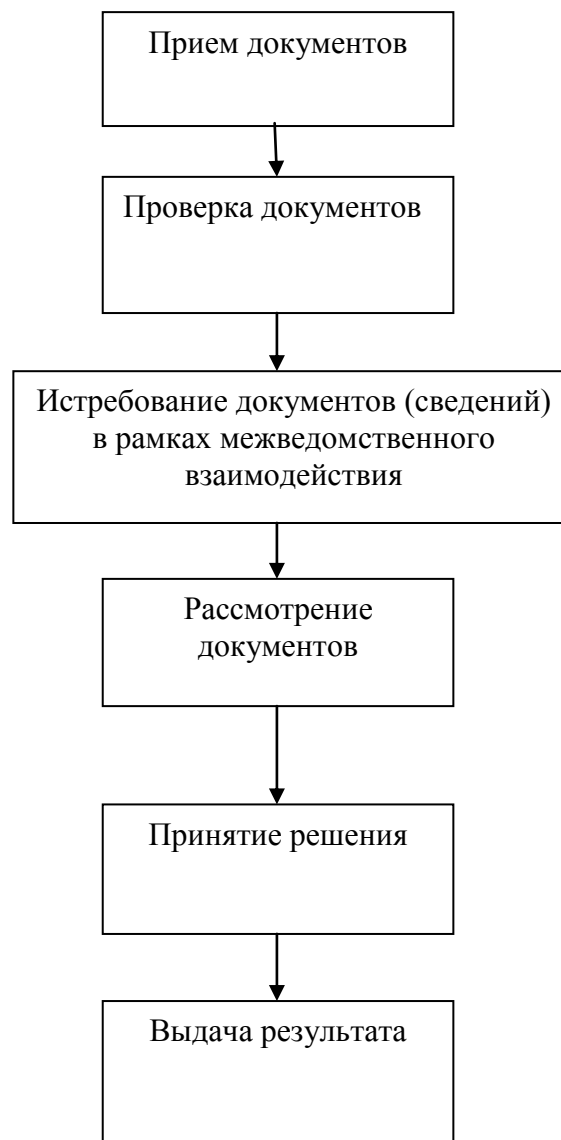 Прием документов
Проверка документов
Истребование документов (сведений)
в рамках межведомственного
взаимодействия
Рассмотрение
документов
Принятие решения
Выдача результата